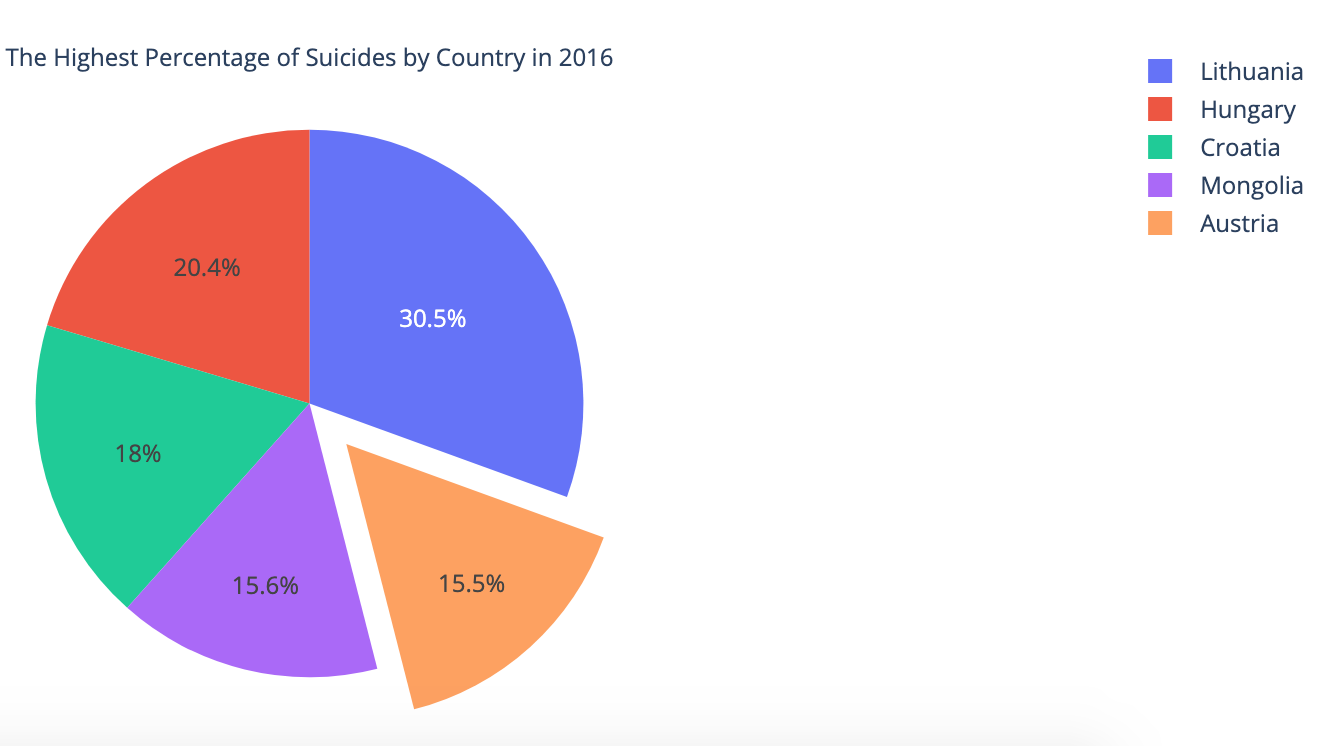 The Highest Percentage of Suicides by Country in 2016
Lithuania
Hungary
Croatia
Mongolia
Austria
20.4%
30.5%
18%
15.6%
15.5%